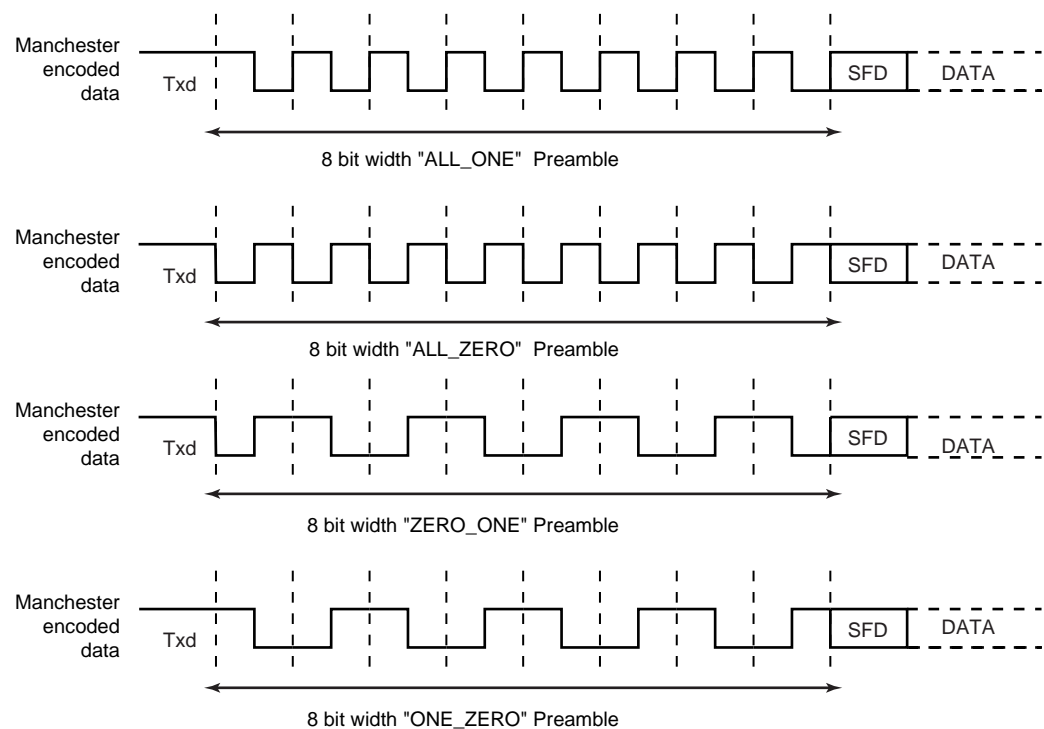 Manchester
encoded
data
Txd
SFD
DATA
8 bit width "ALL_ONE" Preamble
Manchester
encoded
data
Txd
SFD
DATA
8 bit width "ALL_ZERO" Preamble
Manchester
encoded
data
Txd
SFD
DATA
8 bit width "ZERO_ONE" Preamble
Manchester
encoded
data
Txd
SFD
DATA
8 bit width "ONE_ZERO" Preamble